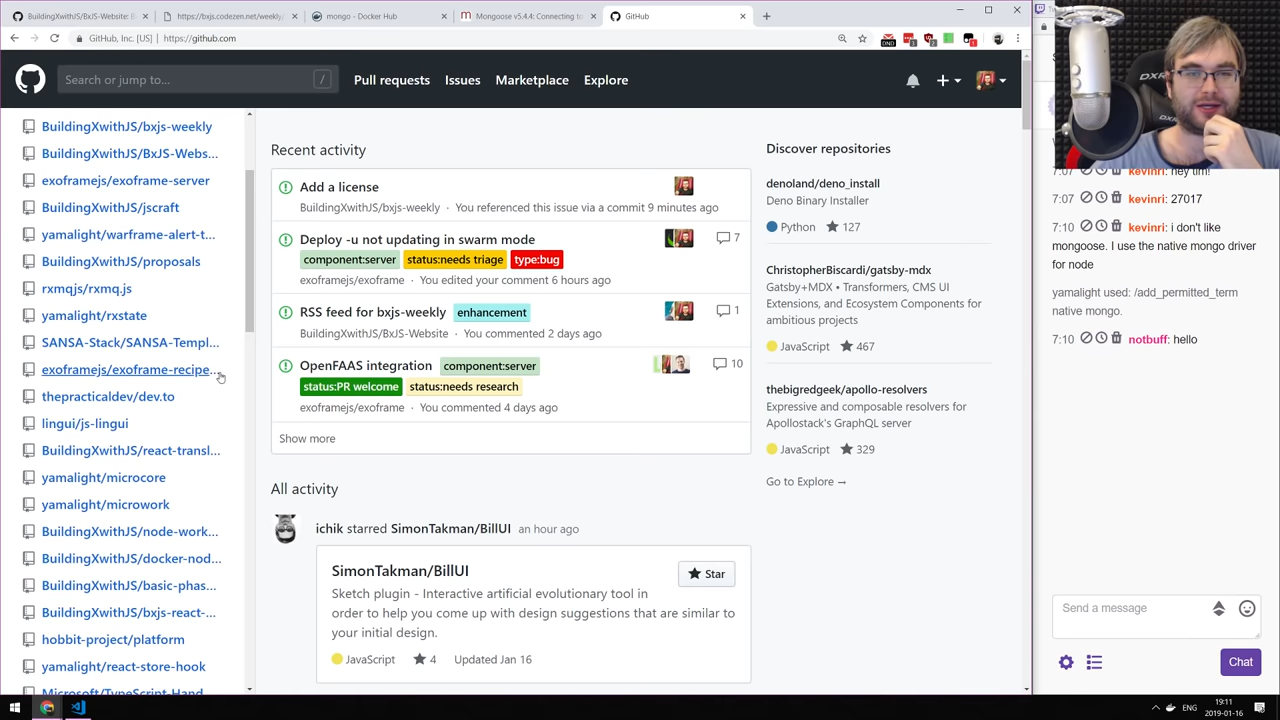 BuildingXwithJS/BxJS-Website: B
https://bxjs.codezen.net/weekly
Docker Hub
Mongoose v5.4.4: Connecting to
GitHub
GitHub, Inc. [US] | https://github.com
Search or jump to...
/
Pull requests
Issues
Marketplace
Explore
BuildingXwithJS/bxjs-weekly
BuildingXwithJS/BxJS-Webs...
exoframejs/exoframe-server
BuildingXwithJS/jscraft
yamalight/warframe-alert-t...
BuildingXwithJS/proposals
rxmqjs/rxmq.js
yamalight/rxstate
SANSA-Stack/SANSA-Templ...
exoframejs/exoframe-recipe...
thepracticaldev/dev.to
lingui/js-lingui
BuildingXwithJS/react-transl...
yamalight/microcore
yamalight/microwork
BuildingXwithJS/node-work...
BuildingXwithJS/docker-nod...
BuildingXwithJS/basic-phas...
BuildingXwithJS/bxjs-react-...
hobbit-project/platform
yamalight/react-store-hook
Microsoft/TypeScript-Hand
Recent activity
Add a license
BuildingXwithJS/bxjs-weekly • You referenced this issue via a commit 9 minutes ago
Deploy -u not updating in swarm mode
7
component:server status:needs triage type:bug
exoframejs/exoframe • You edited your comment 6 hours ago
RSS feed for bxjs-weekly enhancement
1
BuildingXwithJS/BxJS-Website • You commented 2 days ago
OpenFAAS integration component:server
10
status:PR welcome status:needs research
exoframejs/exoframe • You commented 4 days ago
Show more
All activity
ichik starred SimonTakman/BillUI an hour ago
SimonTakman/BillUI
Star
Sketch plugin - Interactive artificial evolutionary tool in
order to help you come up with design suggestions that are similar to
your initial design.
JavaScript 4 Updated Jan 16
Discover repositories
denoland/deno_install
Deno Binary Installer
Python 127
ChristopherBiscardi/gatsby-mdx
Gatsby+MDX • Transformers, CMS UI
Extensions, and Ecosystem Components for
ambitious projects
JavaScript 467
thebigredgeek/apollo-resolvers
Expressive and composable resolvers for
Apollostack's GraphQL server
JavaScript 329
Go to Explore →
DXR
7:07 kevinri: hey tim!
7:07 kevinri: 27017
7:10 kevinri: i don't like
mongoose. I use the native mongo driver
for node
yamalight used: /add_permitted_term
native mongo.
7:10 notbuff: hello
Send a message
Chat
ENG
19:11
2019-01-16